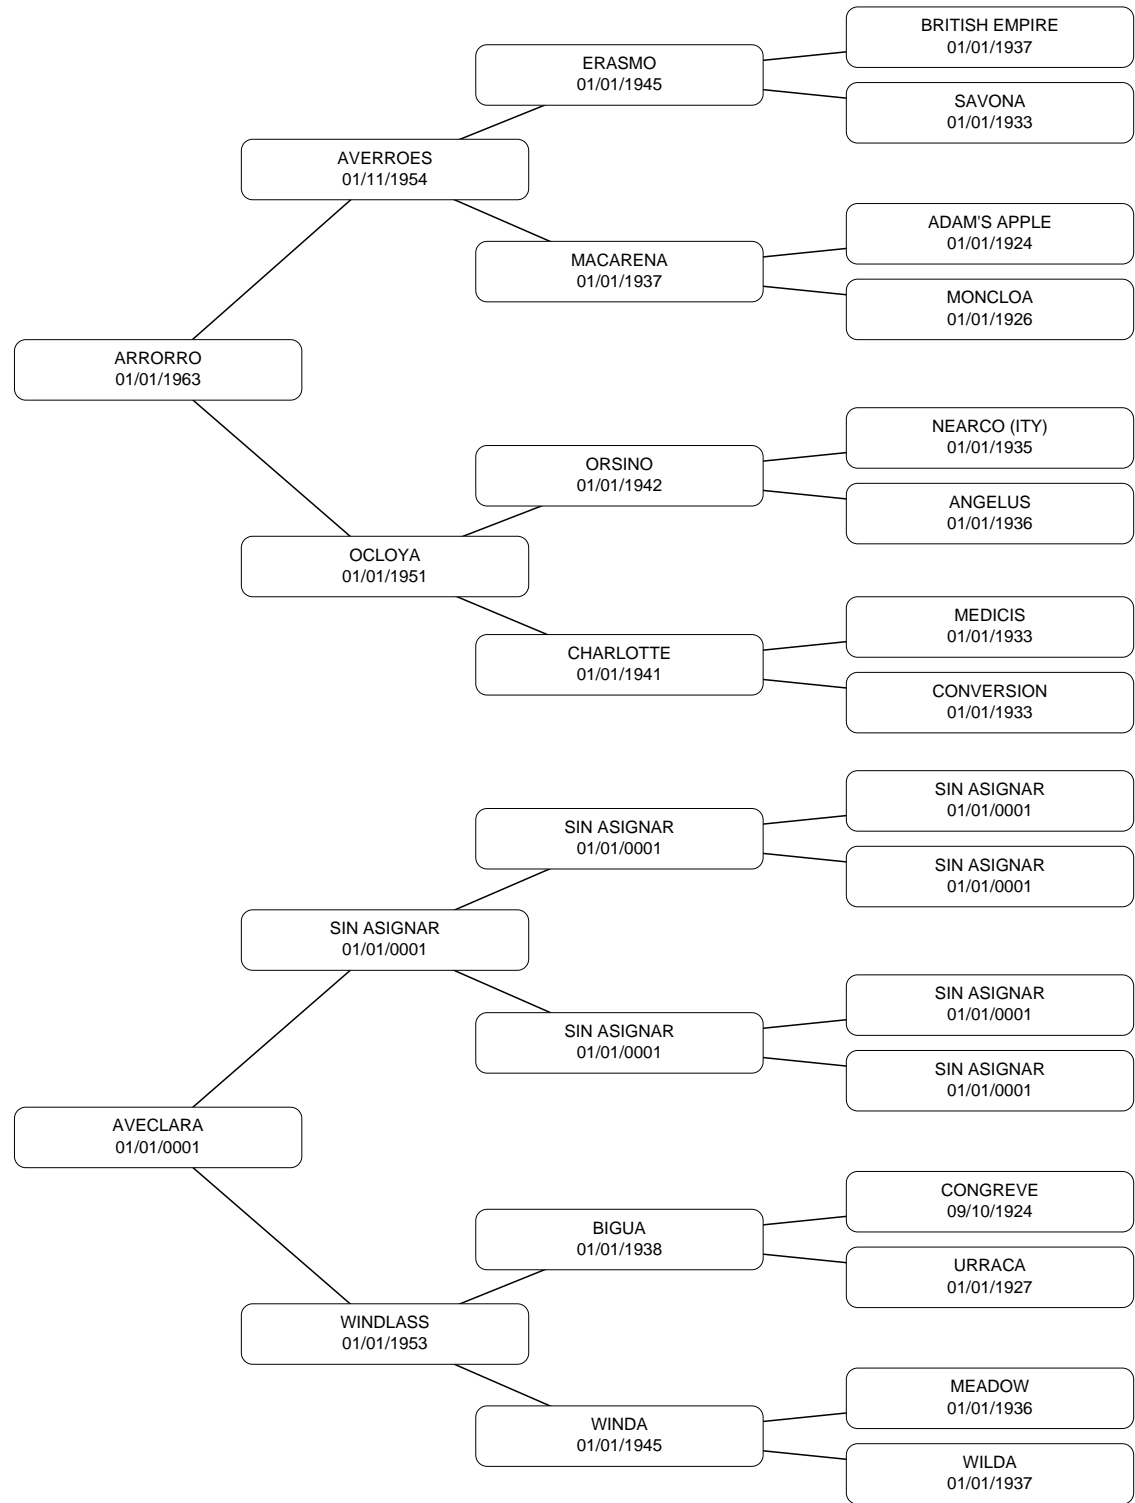 BRITISH EMPIRE
01/01/1937
ERASMO
01/01/1945
SAVONA
01/01/1933
AVERROES
01/11/1954
ADAM'S APPLE
01/01/1924
MACARENA
01/01/1937
MONCLOA
01/01/1926
ARRORRO
01/01/1963
NEARCO (ITY)
01/01/1935
ORSINO
01/01/1942
ANGELUS
01/01/1936
OCLOYA
01/01/1951
MEDICIS
01/01/1933
CHARLOTTE
01/01/1941
CONVERSION
01/01/1933
SIN ASIGNAR
01/01/0001
SIN ASIGNAR
01/01/0001
SIN ASIGNAR
01/01/0001
SIN ASIGNAR
01/01/0001
SIN ASIGNAR
01/01/0001
SIN ASIGNAR
01/01/0001
SIN ASIGNAR
01/01/0001
AVECLARA
01/01/0001
CONGREVE
09/10/1924
BIGUA
01/01/1938
URRACA
01/01/1927
WINDLASS
01/01/1953
MEADOW
01/01/1936
WINDA
01/01/1945
WILDA
01/01/1937